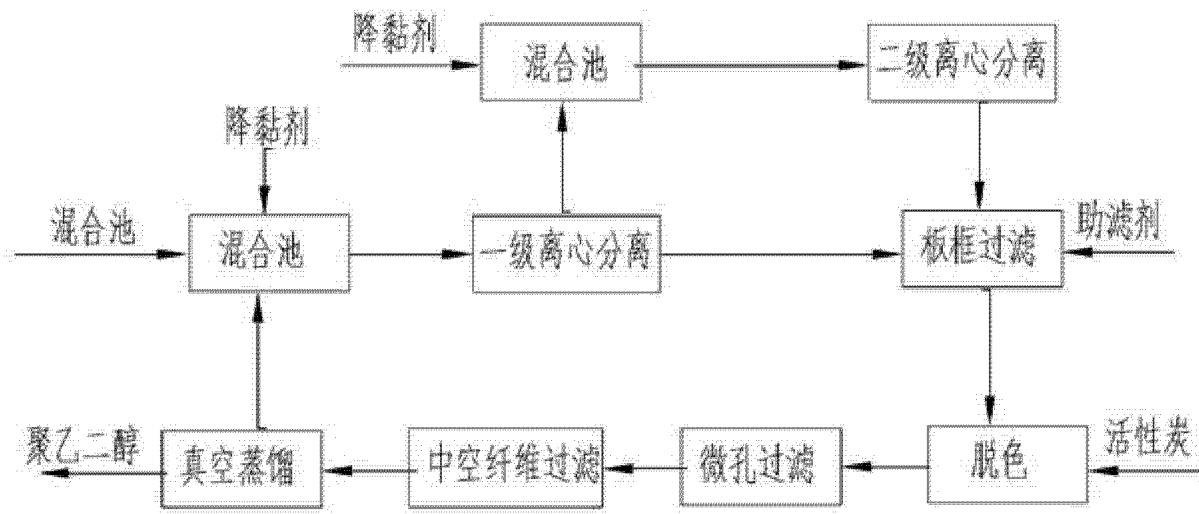 降黏剂
混合池
二级离心分离
降黏剂
混合池
混合池
一级离心分离
板框过滤
助滤剂
聚乙二醇
真空蒸馏
中空纤维过滤
微孔过滤
脱色
活性炭